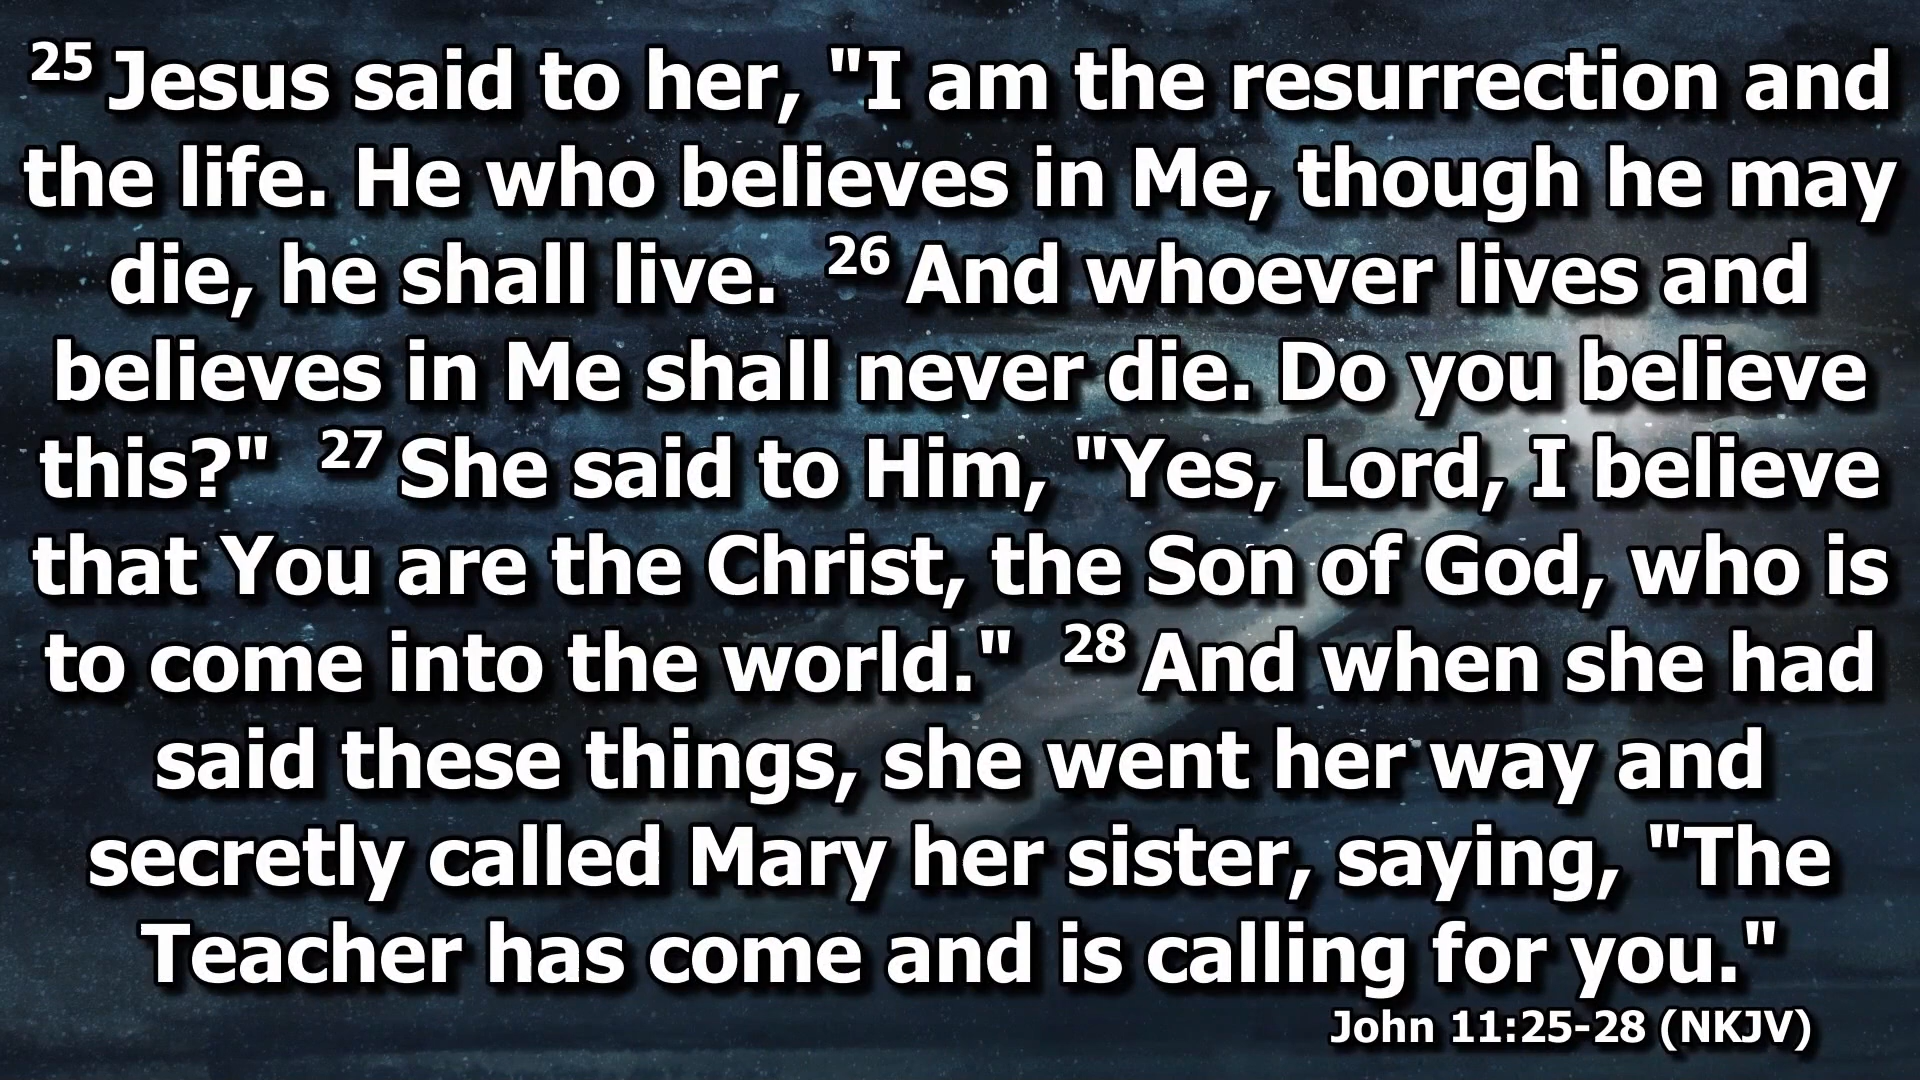 25 Jesus said to her, "I am the resurrection and
the life. He who believes in Me, though he may
die, he shall live. 26 And whoever lives and
believes in Me shall never die. Do you believe
this?" 27 She said to Him, "Yes, Lord, I believe
that You are the Christ, the Son of God, who is
to come into the world." 28 And when she had
said these things, she went her way and
secretly called Mary her sister, saying, "The
Teacher has come and is calling for you."
John 11:25-28 (NKJV)